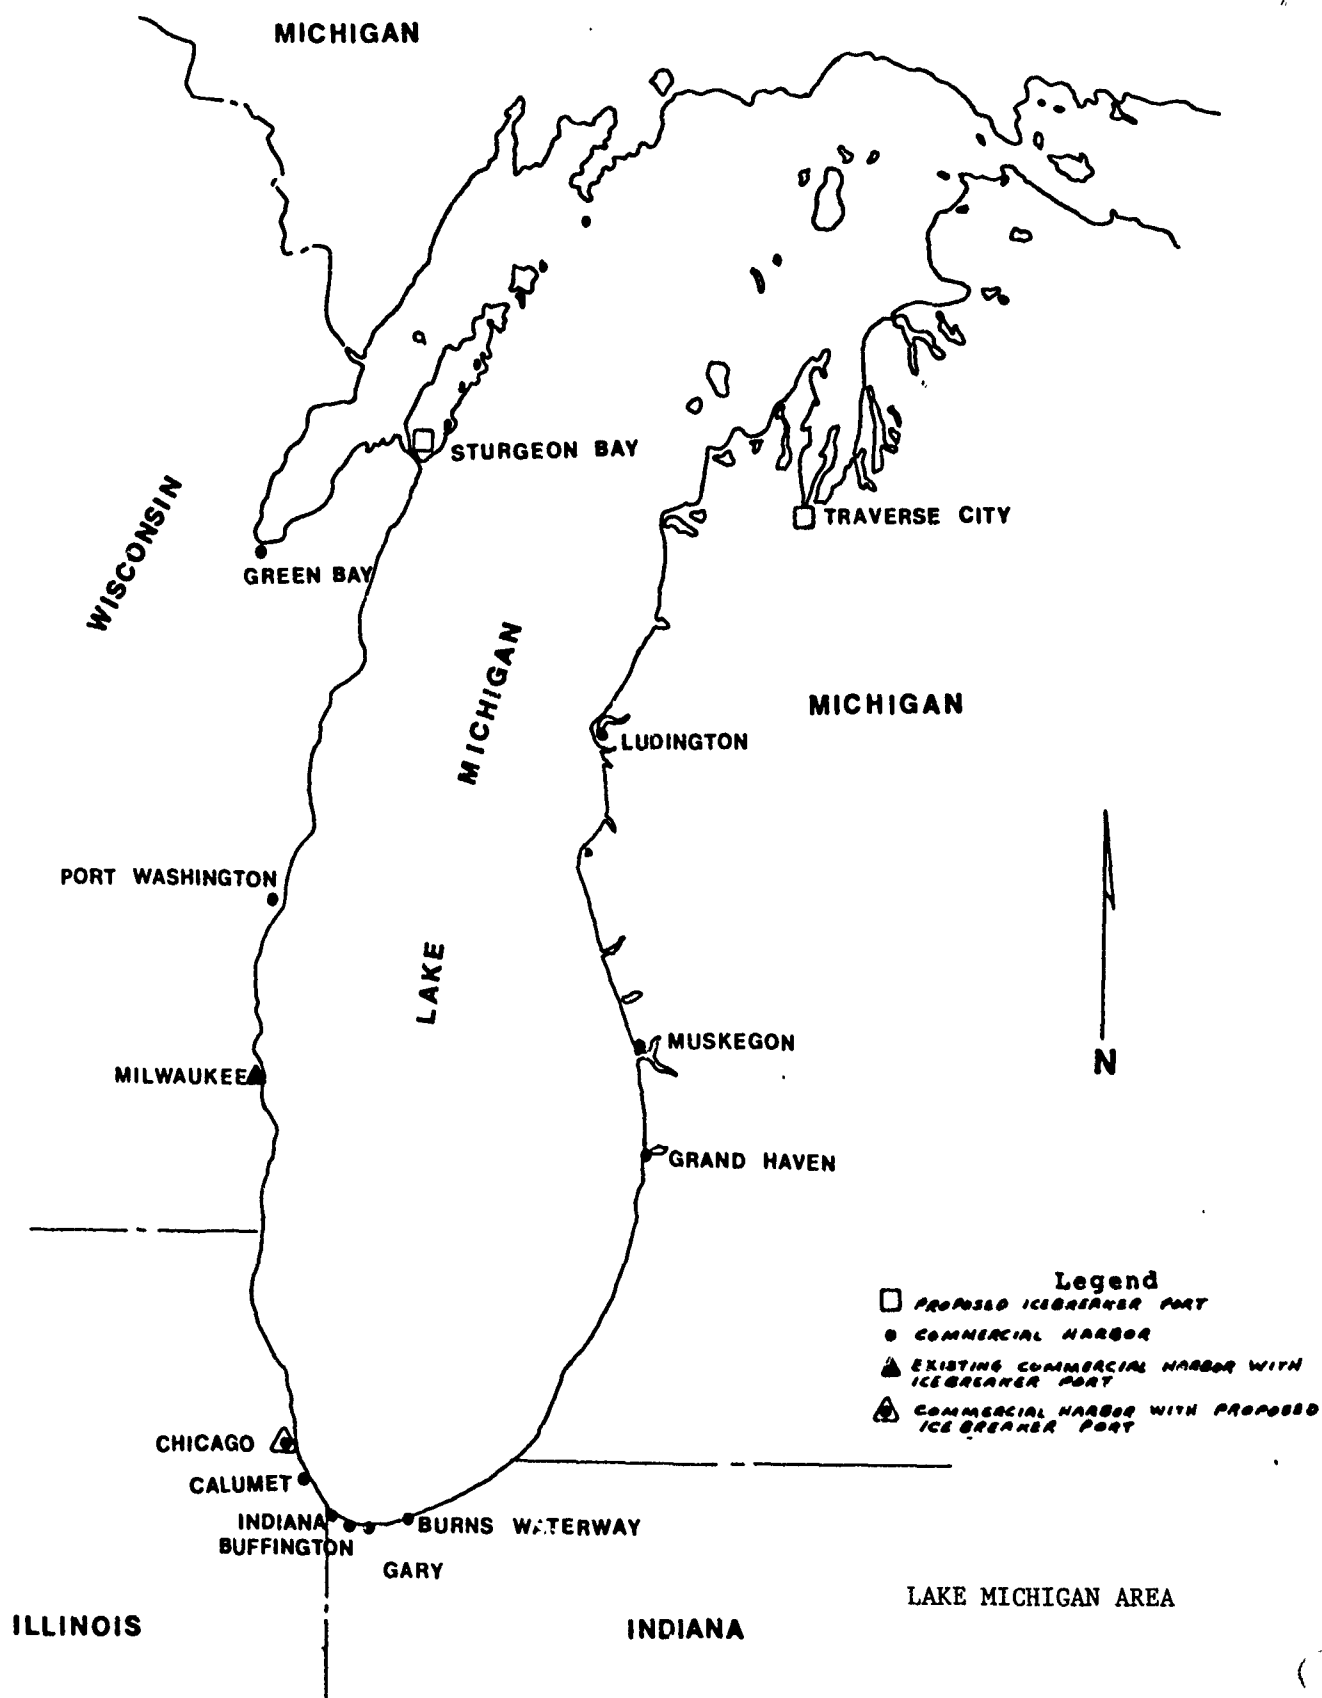 MICHIGAN
STURGEON BAY
TRAVERSE CITY
WISCONSIN
GREEN BAY
LAKE MICHIGAN
MICHIGAN
LUDINGTON
PORT WASHINGTON
MUSKEGON
MILWAUKEE
N
GRAND HAVEN
Legend
PROPOSED ICEBREAKER PORT
COMMERCIAL HARBOR
EXISTING COMMERCIAL HARBOR WITH
ICEBREAKER PORT
COMMERCIAL HARBOR WITH PROPOSED
ICE BREAKER PORT
CHICAGO
CALUMET
INDIANA
BUFFINGTON
BURNS WATERWAY
GARY
LAKE MICHIGAN AREA
ILLINOIS
INDIANA